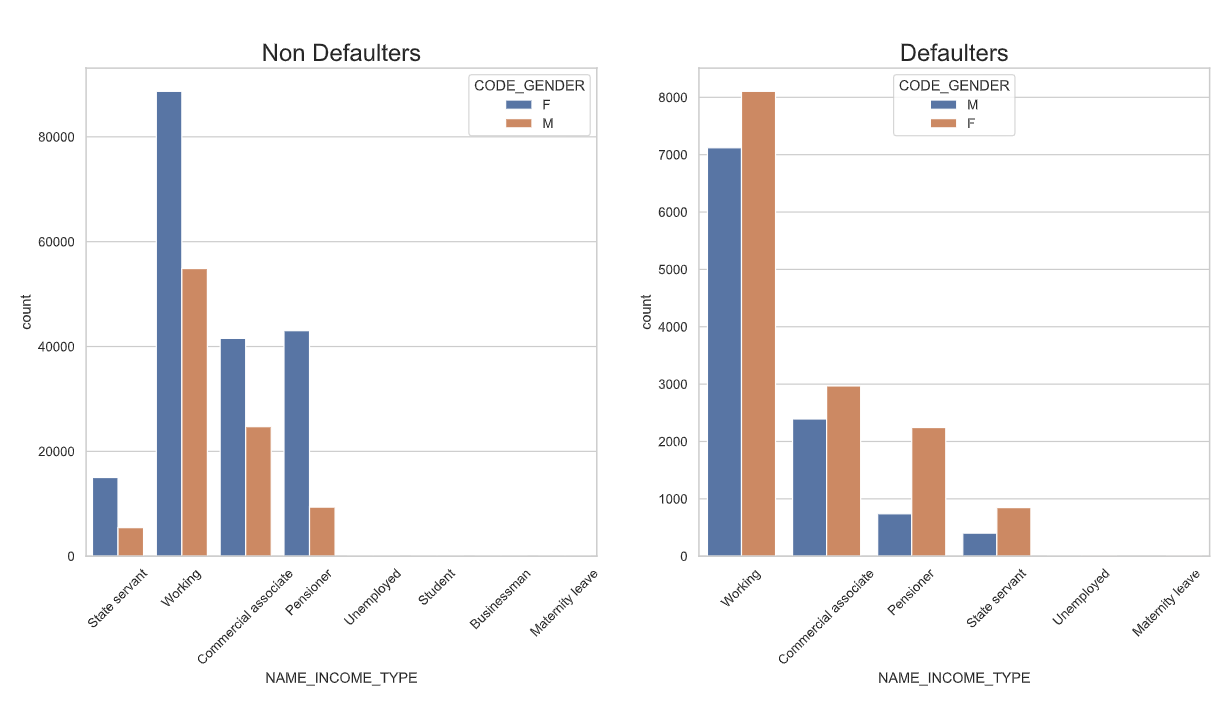 Non Defaulters
CODE_GENDER
F
M
80000
60000
40000
20000
0
count
State servant
Working
Commercial associate
Pensioner
Unemployed
Student
Businessman
Maternity leave
NAME_INCOME_TYPE
Defaulters
CODE_GENDER
M
F
8000
7000
6000
5000
4000
3000
2000
1000
0
count
Working
Commercial associate
Pensioner
State servant
Unemployed
Maternity leave
NAME_INCOME_TYPE